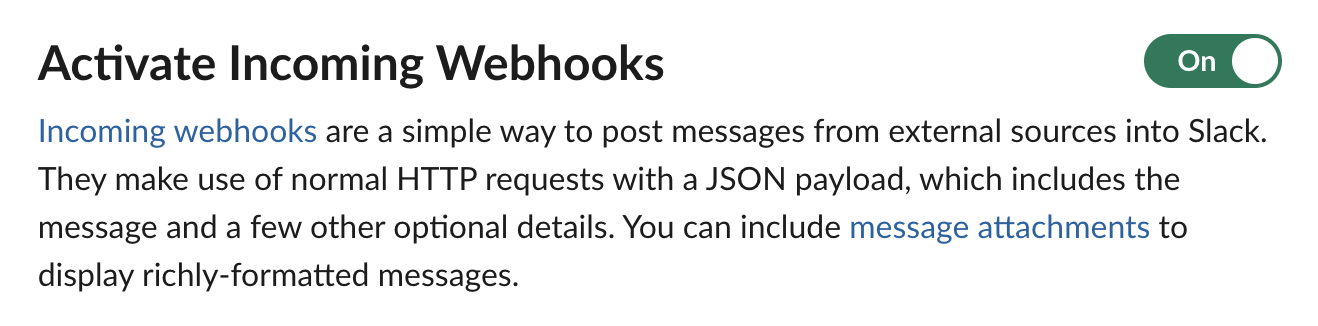 Activate Incoming Webhooks
On
Incoming webhooks are a simple way to post messages from external sources into Slack.
They make use of normal HTTP requests with a JSON payload, which includes the
message and a few other optional details. You can include message attachments to
display richly-formatted messages.